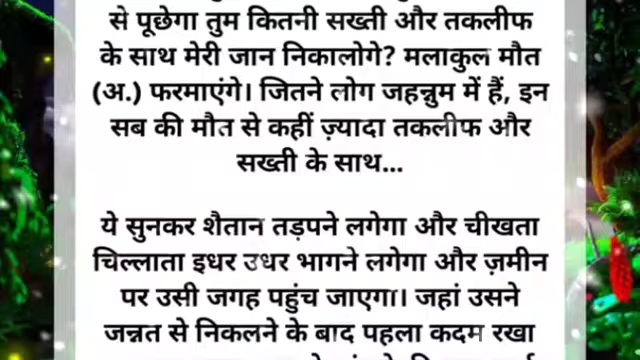 से पूछेगा तुम कितनी सख्ती और तकलीफ
के साथ मेरी जान निकालोगे? मलाकुल मौत
(अ.) फरमाएंगे। जितने लोग जहन्नुम में हैं, इन
सब की मौत से कहीं ज़्यादा तकलीफ और
सख्ती के साथ...
ये सुनकर शैतान तड़पने लगेगा और चीखता
चिल्लाता इधर उधर भागने लगेगा और ज़मीन
पर उसी जगह पहुंच जाएगा। जहां उसने
जन्नत से निकलने के बाद पहला कदम रखा